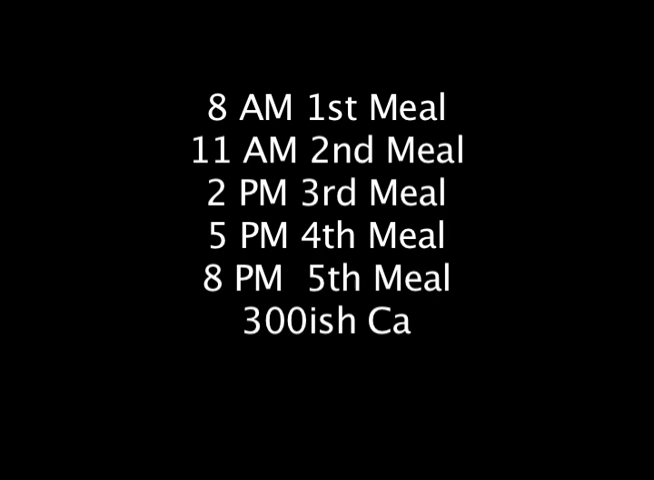 8 AM 1st Meal
11 AM 2nd Meal
2 PM 3rd Meal
5 PM 4th Meal
8 PM  5th Meal
300ish Ca